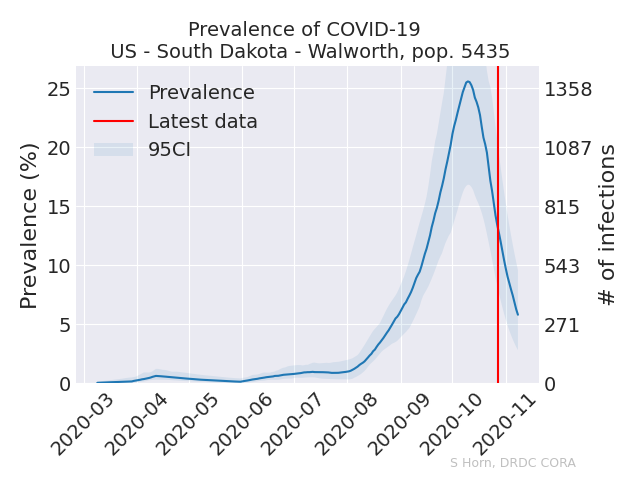 Prevalence of COVID-19
US - South Dakota - Walworth, pop. 5435
Prevalence
Latest data
95CI
Prevalence (%)
25
20
15
10
5
0
1358
1087
815
543
271
0
# of infections
2020-03
2020-04
2020-05
2020-06
2020-07
2020-08
2020-09
2020-10
2020-11
S Horn, DRDC CORA